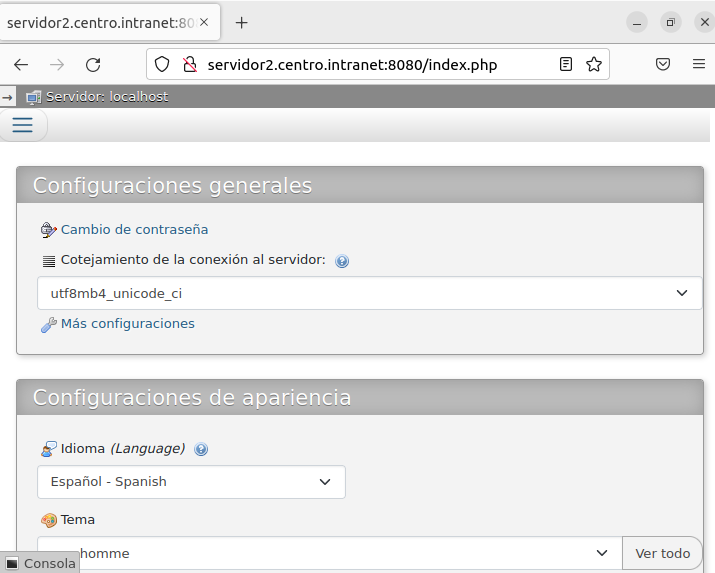 servidor2.centro.intranet:80
servidor2.centro.intranet:8080/index.php
Servidor: localhost
Configuraciones generales
Cambio de contraseña
Cotejamiento de la conexión al servidor:
utf8mb4_unicode_ci
Más configuraciones
Configuraciones de apariencia
Idioma (Language)
Español - Spanish
Tema
homme
Ver todo
Consola